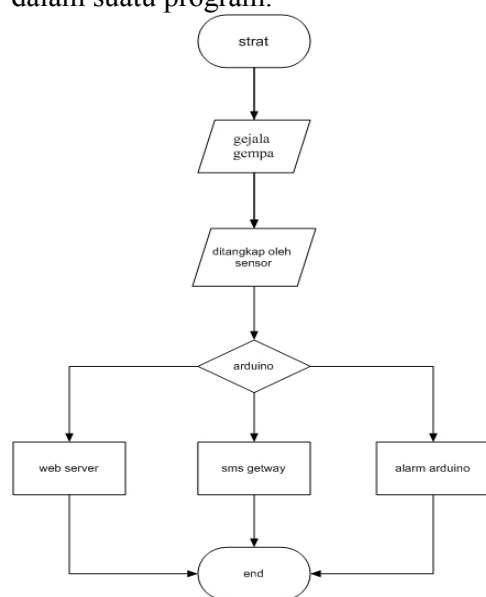 dalam suatu program.
strat
gejala
gempa
ditangkap oleh
sensor
arduino
web server
sms getway
alarm arduino
end